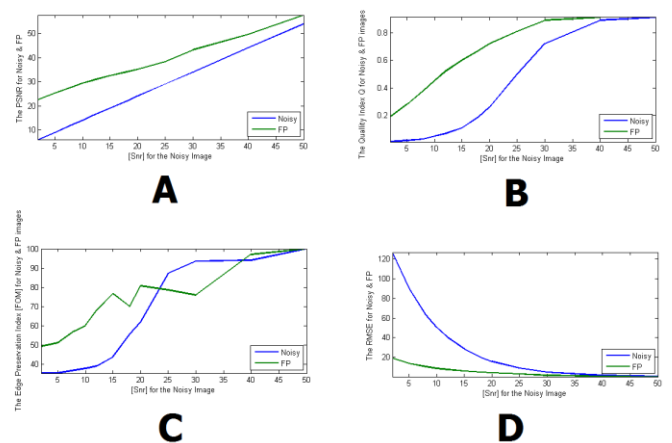 The PSNR for Noisy & FP
50
40
30
20
10
5 10 15 20 25 30 35 40 45 50
[Snr] for the Noisy Image
Noisy
FP
A
The Quallity Index Q for Noisy & FP images
0.8
0.6
0.4
0.2
5 10 15 20 25 30 35 40 45 50
[Snr] for the Noisy Image
Noisy
FP
B
The Edge Preservation Index [FOM] for Noisy & FP images
100
90
80
70
60
50
40
5 10 15 20 25 30 35 40 45 50
[Snr] for the Noisy Image
Noisy
FP
C
The RMSE for Noisy & FP
120
100
80
60
40
20
5 10 15 20 25 30 35 40 45 50
[Snr] for the Noisy Image
Noisy
FP
D